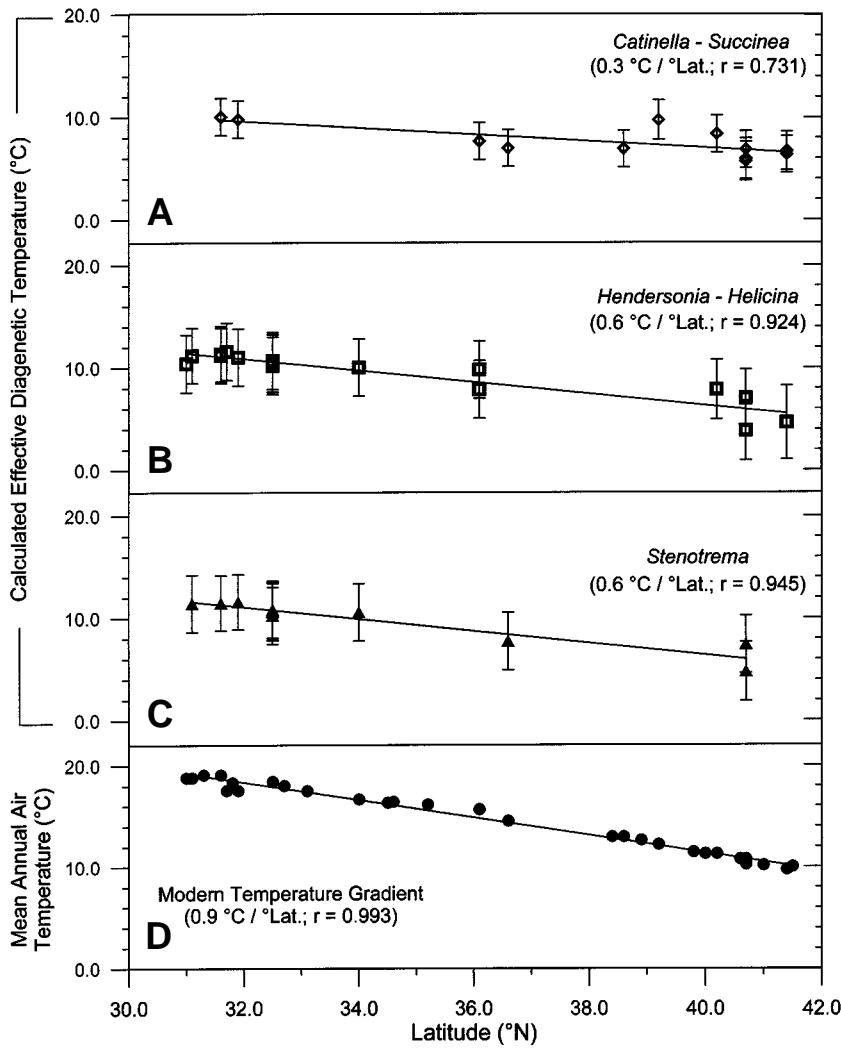 Calculated Effective Diagenetic Temperature (°C)
20.0
10.0
0.0
A
Catinella - Succinea
(0.3 °C / °Lat.; r = 0.731)
20.0
10.0
0.0
B
Hendersonia - Helicina
(0.6 °C / °Lat.; r = 0.924)
20.0
10.0
0.0
C
Stenotrema
(0.6 °C / °Lat.; r = 0.945)
Mean Annual Air
Temperature (°C)
20.0
10.0
0.0
Modern Temperature Gradient
(0.9 °C / °Lat.; r = 0.993)
D
30.0 32.0 34.0 36.0 38.0 40.0 42.0
Latitude (°N)